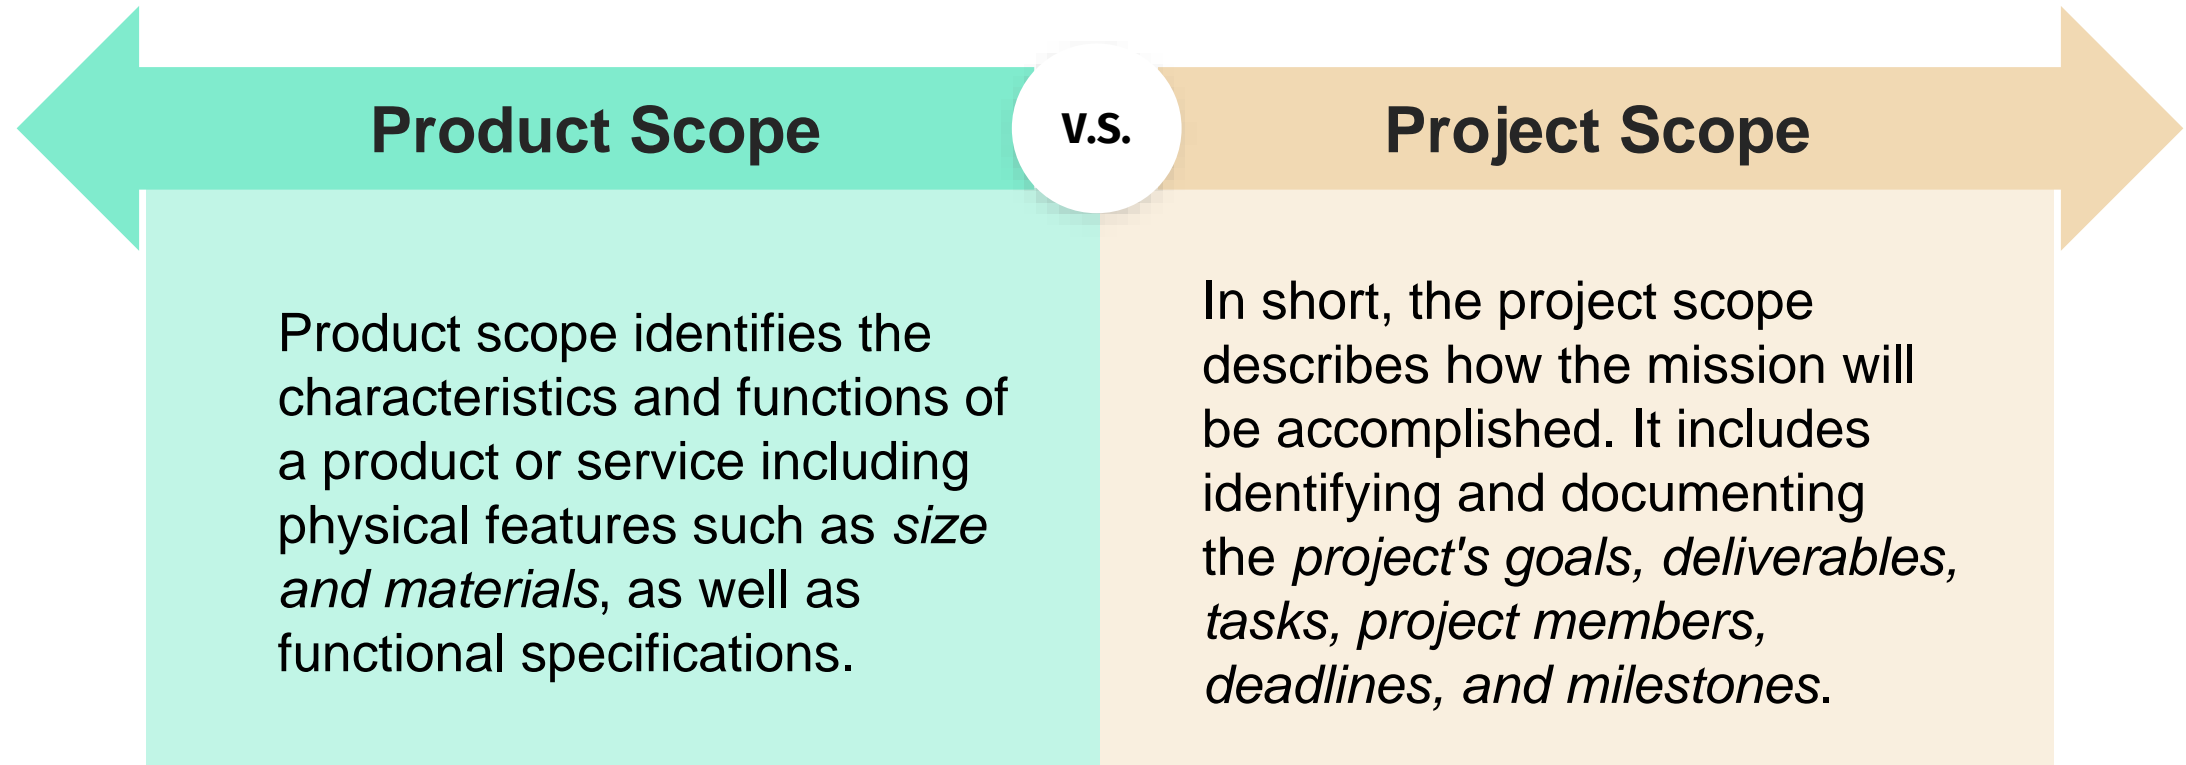 Product Scope
V.S.
Project Scope
Product scope identifies the
characteristics and functions of
a product or service including
physical features such as size
and materials, as well as
functional specifications.
In short, the project scope
describes how the mission will
be accomplished. It includes
identifying and documenting
the project's goals, deliverables,
tasks, project members,
deadlines, and milestones.